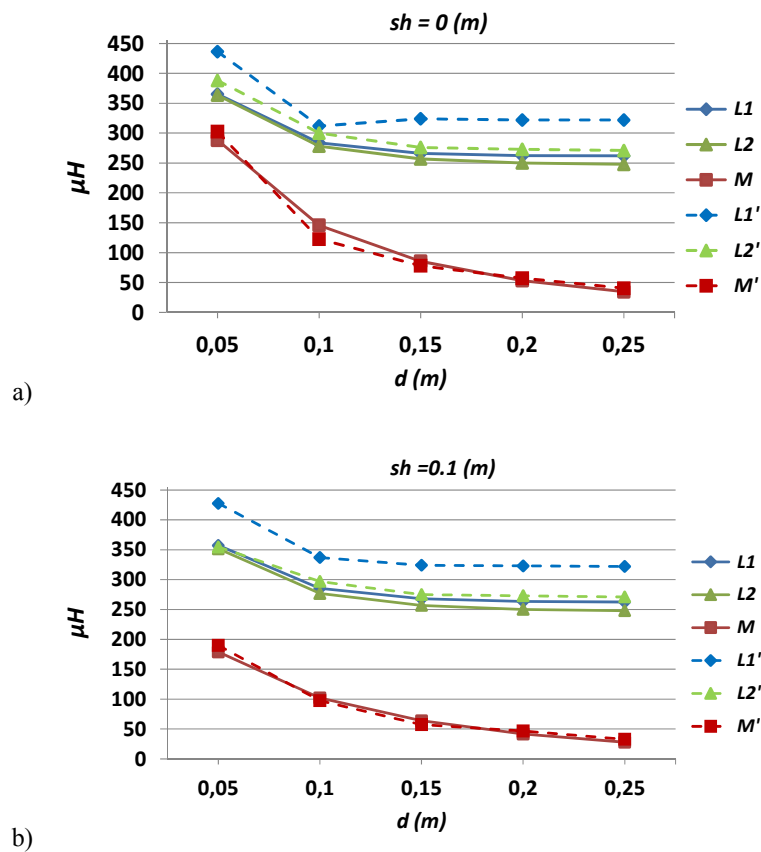 sh = 0 (m)
450
400
350
300
250
200
150
100
50
0
µH
0,05 0,1 0,15 0,2 0,25
d (m)
L1
L2
M
L1'
L2'
M'
a)
sh =0.1 (m)
450
400
350
300
250
200
150
100
50
0
µH
0,05 0,1 0,15 0,2 0,25
d (m)
L1
L2
M
L1'
L2'
M'
b)